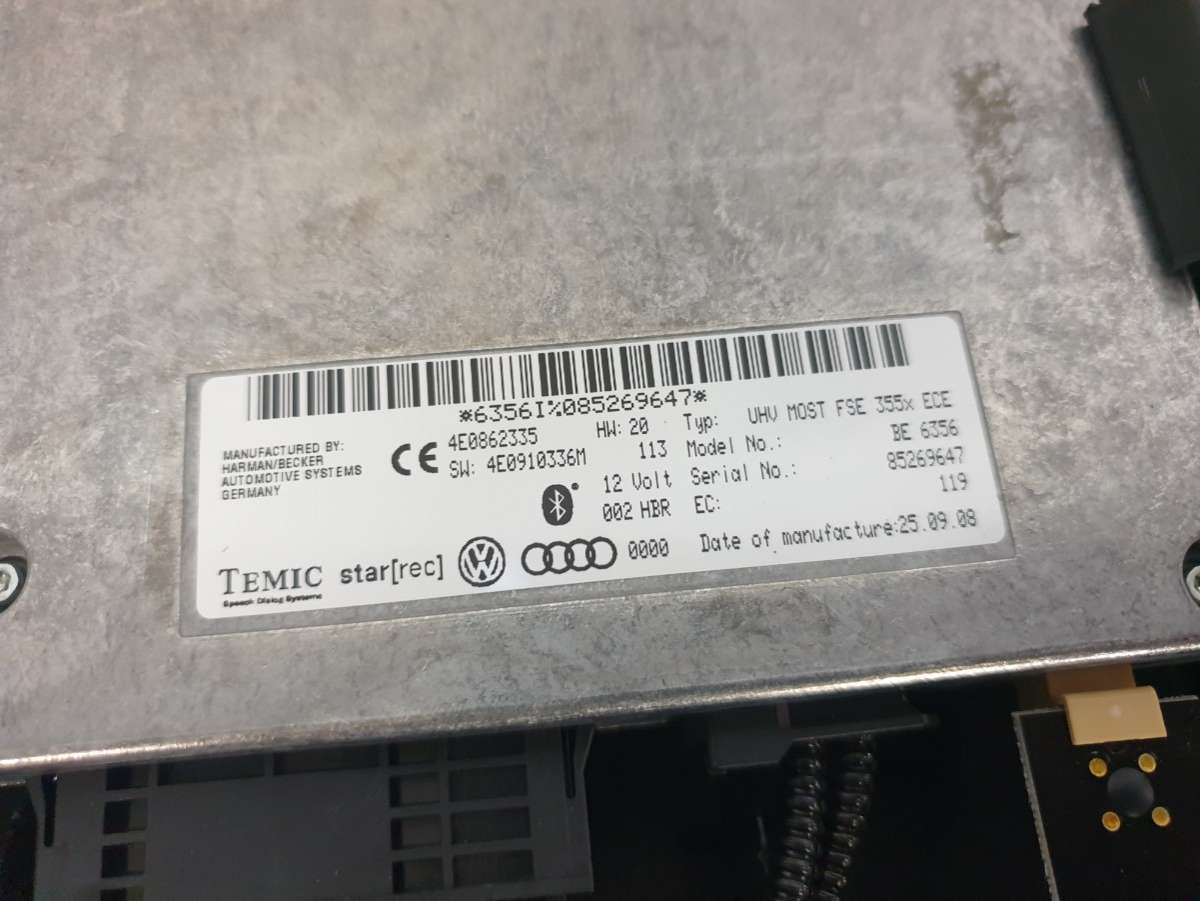 *6356I%085269647*
MANUFACTURED BY:
HARMAN/BECKER
AUTOMOTIVE SYSTEMS
GERMANY
CE
4E0862335
HW: 20
SW: 4E0910336M
113
12 Volt
002 HBR
Typ: UHV MOST FSE 355x ECE
Model No.: BE 6356
Serial No.: 85269647
EC: 119
Date of manufacture:25.09.08
TEMIC
Speech Dialog Systems
star[rec]
0000